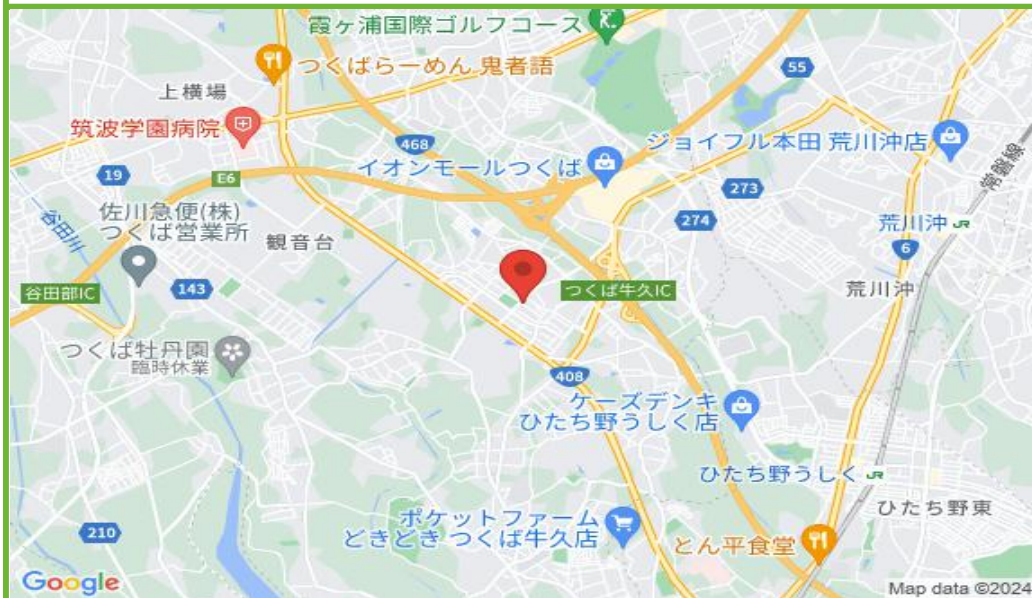 霞ヶ浦国際ゴルフコース
つくばらーめん 鬼者語
55
上横場
筑波学園病院
468
イオンモールつくば
ジョイフル本田 荒川沖店
常磐線
19
E6
273
谷田川
佐川急便(株)
つくば営業所
観音台
274
荒川沖 JR
6
谷田部IC
143
つくば牛久IC
荒川沖
つくば牡丹園
臨時休業
408
ケーズデンキ
ひたち野うしく店
ひたち野うしく JR
ひたち野東
210
ポケットファーム
どきどき つくば牛久店
とん平食堂
Google
Map data ©2024